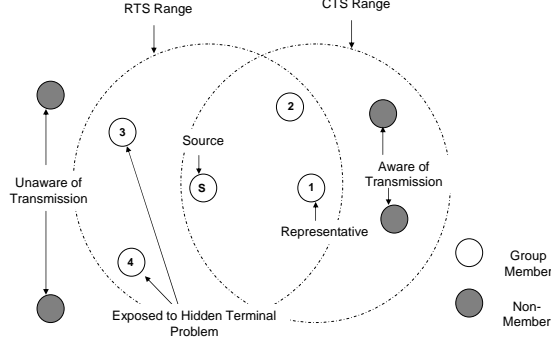 RTS Range
CTS Range
2
3
Source
Unaware of
Transmission
Aware of
Transmission
S
1
Representative
4
Group
Member
Exposed to Hidden Terminal
Problem
Non-
Member